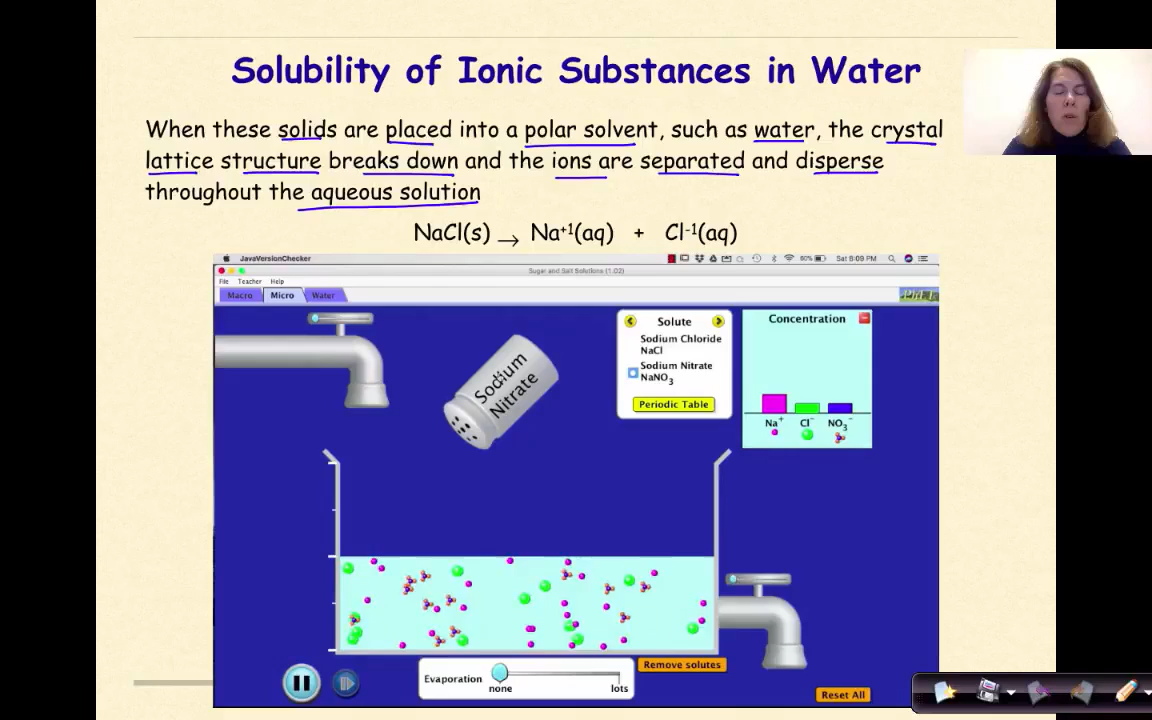 Solubility of Ionic Substances in Water
When these solids are placed into a polar solvent, such as water, the crystal
lattice structure breaks down and the ions are separated and disperse
throughout the aqueous solution
NaCl(s) → Na⁺¹(aq) + Cl⁻¹(aq)
JavaVersionChecker
60%
Sat 8:09 PM
Sugar and Salt Solutions (1.02)
File Teacher Help
Macro Micro Water
PhET
Solute
Sodium Chloride
NaCl
Sodium Nitrate
NaNO₃
Periodic Table
Concentration
Na⁺ Cl⁻ NO₃⁻
Sodium
Nitrate
Evaporation
none lots
Remove solutes
Reset All